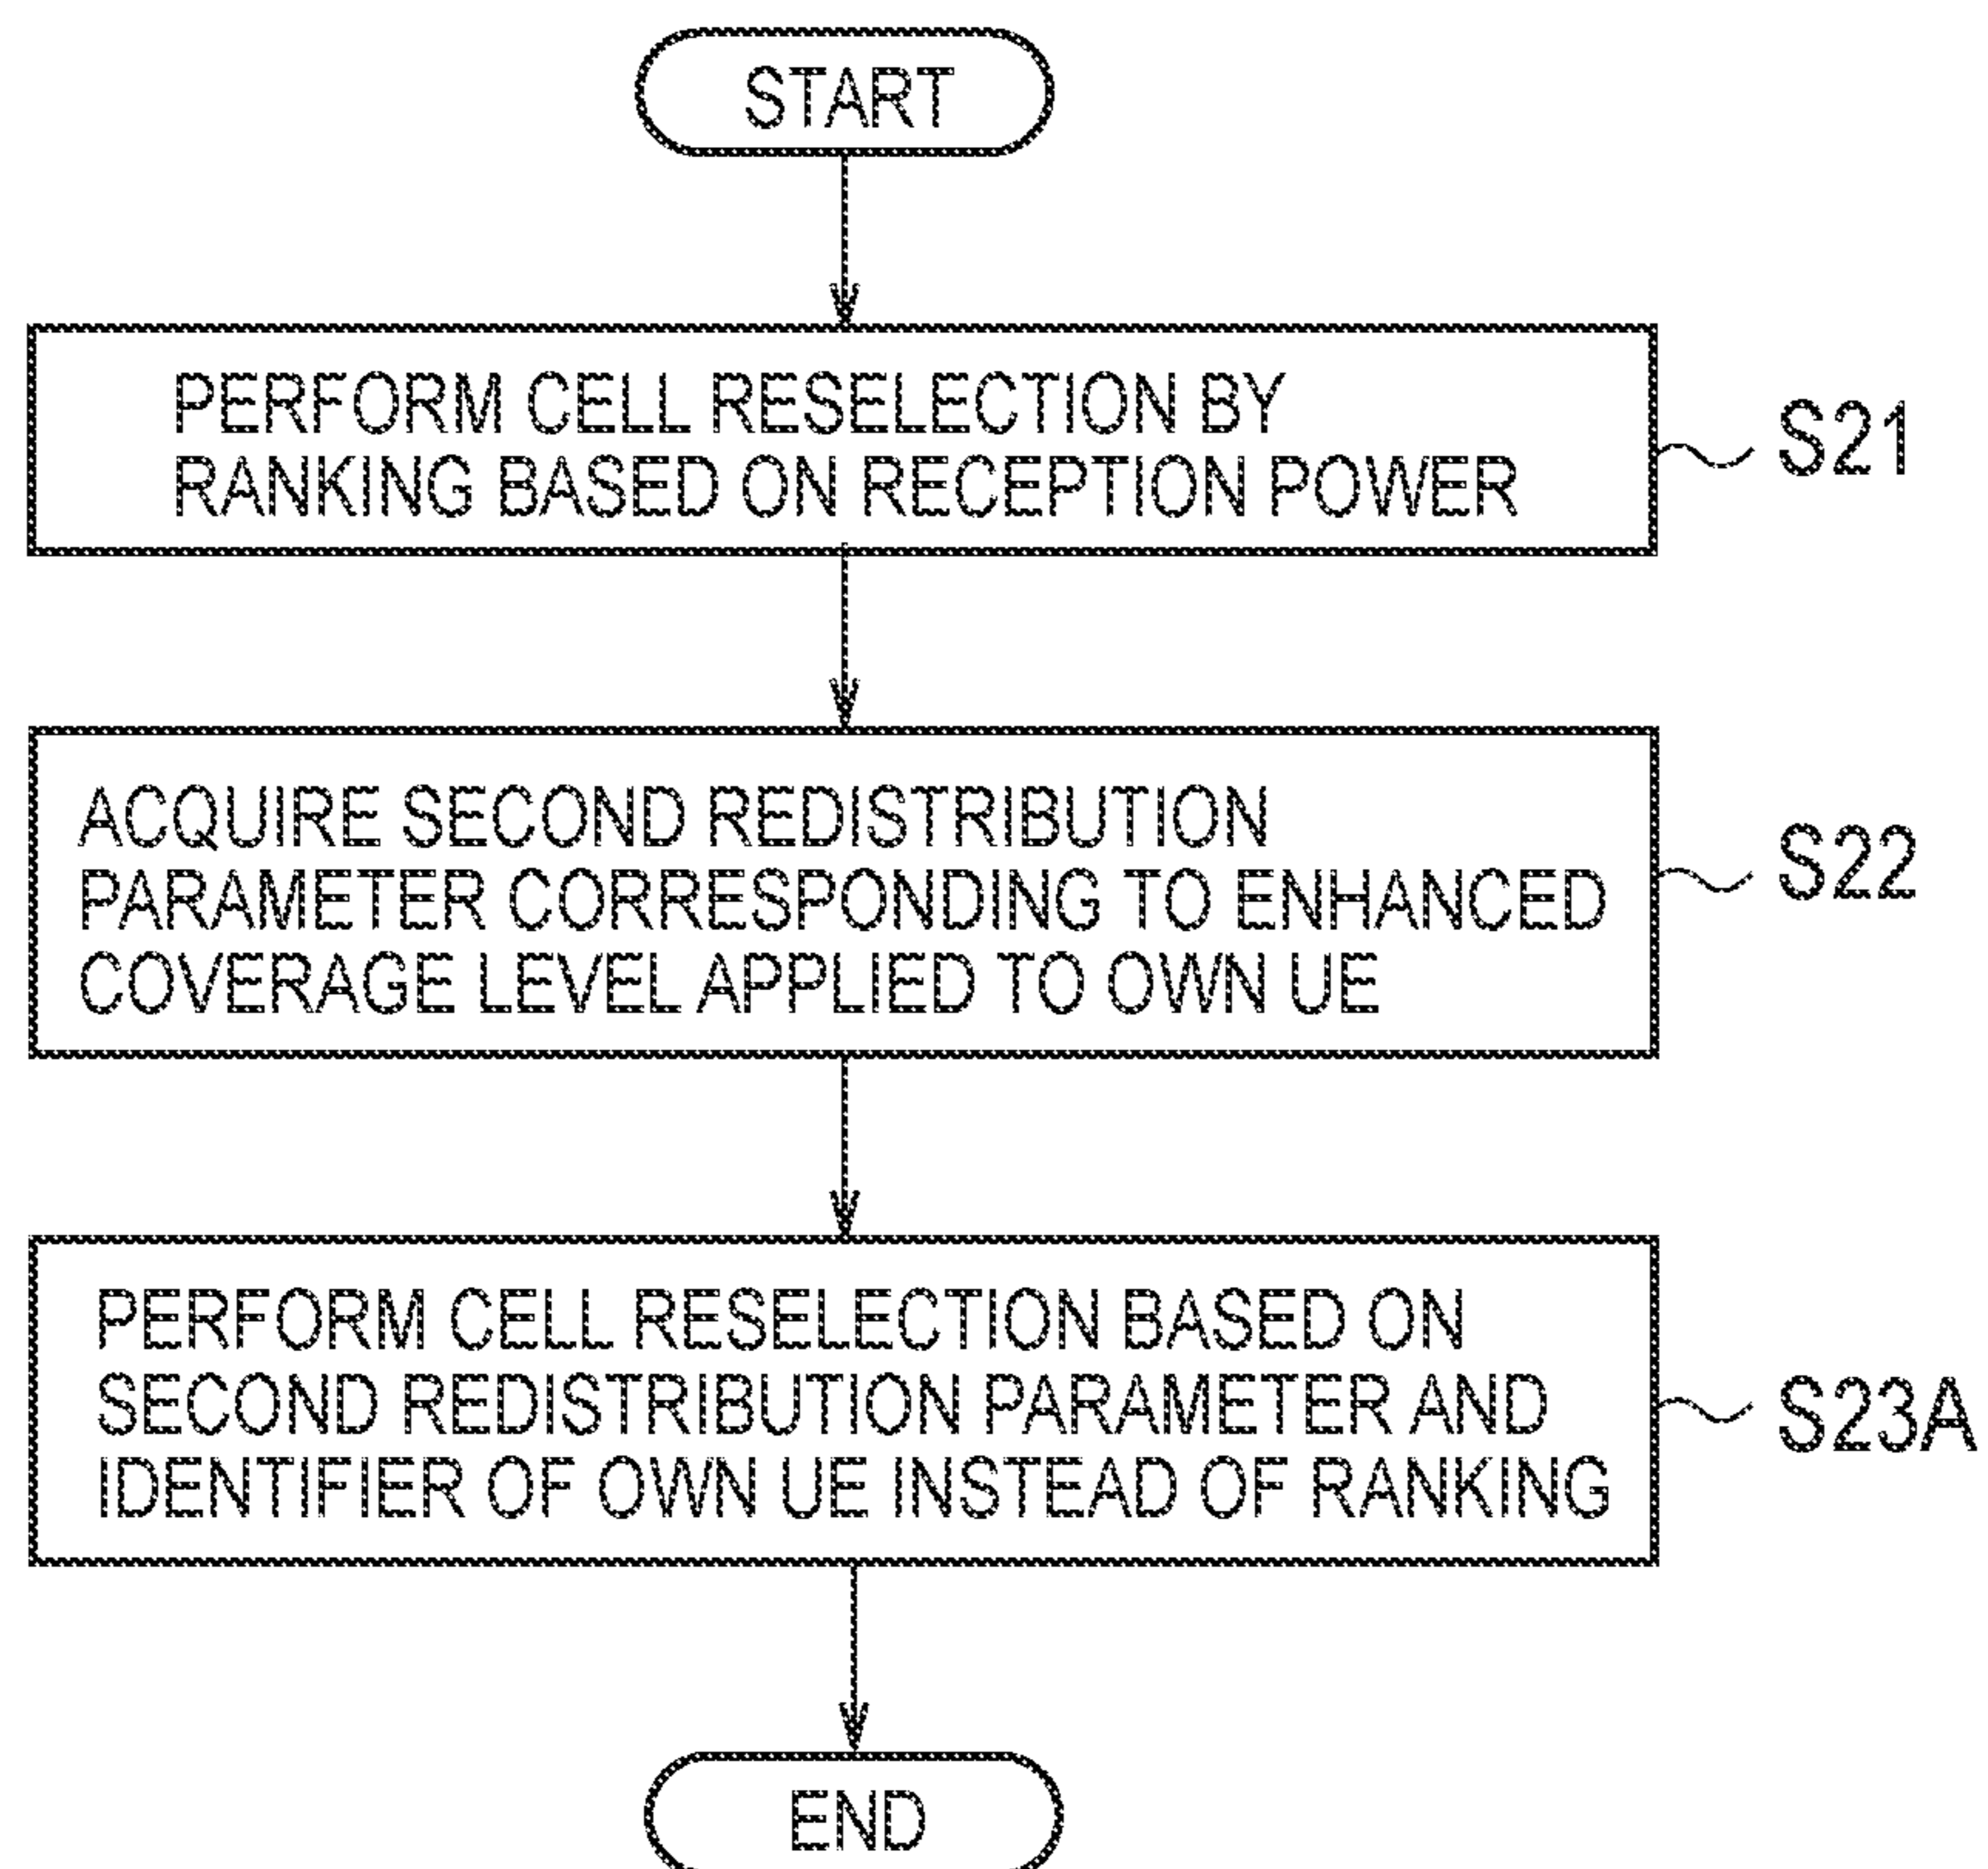 START
PERFORM CELL RESELECTION BY
RANKING BASED ON RECEPTION POWER
S21
ACQUIRE SECOND REDISTRIBUTION
PARAMETER CORRESPONDING TO ENHANCED
COVERAGE LEVEL APPLIED TO OWN UE
S22
PERFORM CELL RESELECTION BASED ON
SECOND REDISTRIBUTION PARAMETER AND
IDENTIFIER OF OWN UE INSTEAD OF RANKING
S23A
END